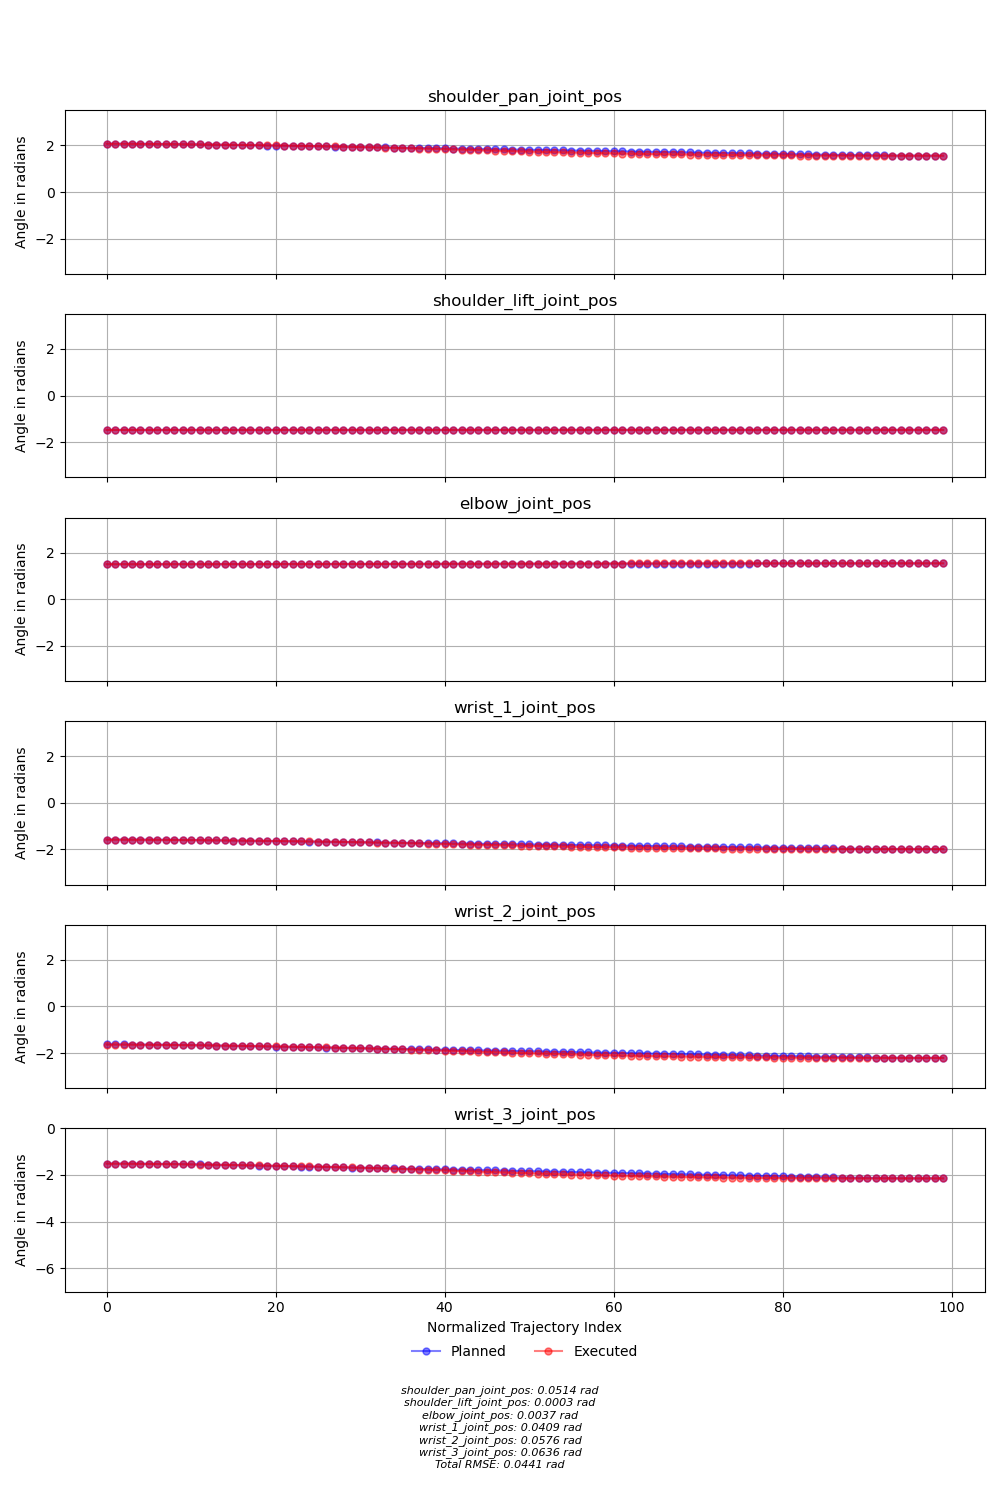 shoulder_pan_joint_pos
Angle in radians
2
0
−2
shoulder_lift_joint_pos
Angle in radians
2
0
−2
elbow_joint_pos
Angle in radians
2
0
−2
wrist_1_joint_pos
Angle in radians
2
0
−2
wrist_2_joint_pos
Angle in radians
2
0
−2
wrist_3_joint_pos
Angle in radians
0
−2
−4
−6
0 20 40 60 80 100
Normalized Trajectory Index
Planned Executed
shoulder_pan_joint_pos: 0.0514 rad
shoulder_lift_joint_pos: 0.0003 rad
elbow_joint_pos: 0.0037 rad
wrist_1_joint_pos: 0.0409 rad
wrist_2_joint_pos: 0.0576 rad
wrist_3_joint_pos: 0.0636 rad
Total RMSE: 0.0441 rad